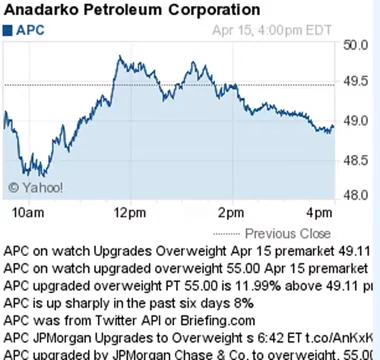 Anadarko Petroleum Corporation
APC
Apr 15, 4:00pm EDT
50.0
49.5
49.0
48.5
48.0
© Yahoo!
10am 12pm 2pm 4pm
Previous Close
APC on watch Upgrades Overweight Apr 15 premarket 49.11
APC on watch upgraded overweight 55.00 Apr 15 premarket
APC upgraded overweight PT 55.00 is 11.99% above 49.11 pr
APC is up sharply in the past six days 8%
APC was from Twitter API or Briefing.com
APC JPMorgan Upgrades to Overweight s 6:42 ET t.co/AnKxK
APC upgraded by JPMorgan Chase & Co. to overweight. 55.00